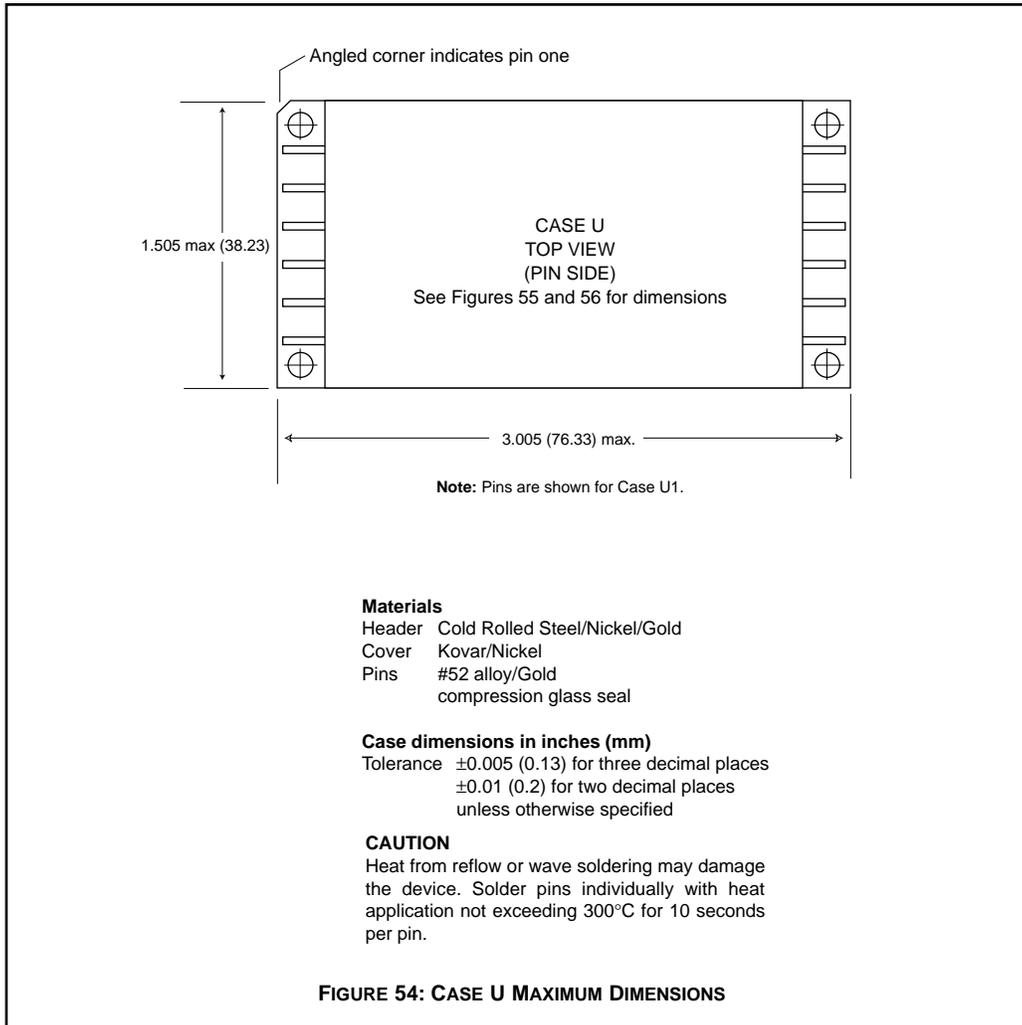 Angled corner indicates pin one
1.505 max (38.23)
CASE U
TOP VIEW
(PIN SIDE)
See Figures 55 and 56 for dimensions
3.005 (76.33) max.
Note: Pins are shown for Case U1.
Materials
Header Cold Rolled Steel/Nickel/Gold
Cover Kovar/Nickel
Pins #52 alloy/Gold
compression glass seal
Case dimensions in inches (mm)
Tolerance ±0.005 (0.13) for three decimal places
±0.01 (0.2) for two decimal places
unless otherwise specified
CAUTION
Heat from reflow or wave soldering may damage
the device. Solder pins individually with heat
application not exceeding 300°C for 10 seconds
per pin.
FIGURE 54: CASE U MAXIMUM DIMENSIONS